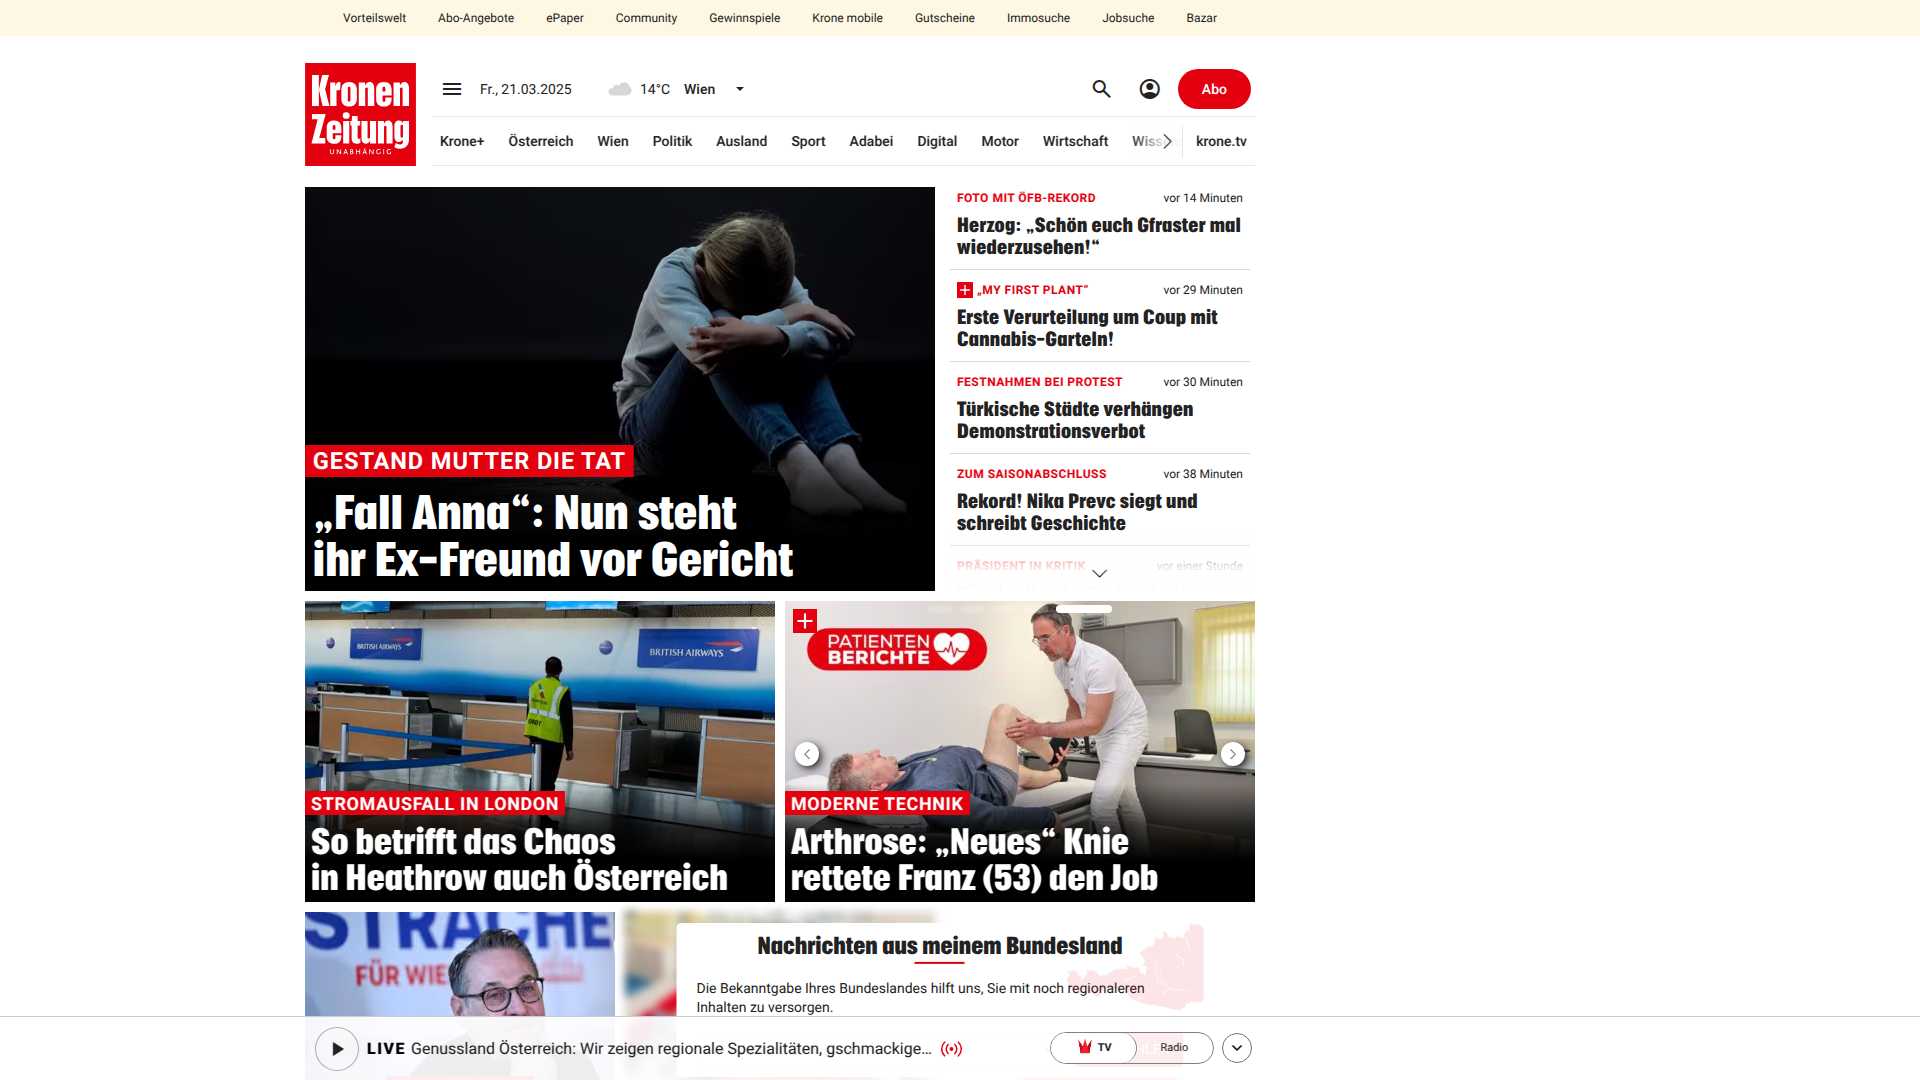 Vorteilswelt Abo-Angebote ePaper Community Gewinnspiele Krone mobile Gutscheine Immosuche Jobsuche Bazar
Kronen
Zeitung
UNABHÄNGIG
Fr., 21.03.2025 14°C Wien
Abo
Krone+ Österreich Wien Politik Ausland Sport Adabei Digital Motor Wirtschaft krone.tv
GESTAND MUTTER DIE TAT
„Fall Anna“: Nun steht
ihr Ex-Freund vor Gericht
FOTO MIT ÖFB-REKORD vor 14 Minuten
Herzog: „Schön euch Gfraster mal
wiederzusehen!“
„MY FIRST PLANT“ vor 29 Minuten
Erste Verurteilung um Coup mit
Cannabis-Garteln!
FESTNAHMEN BEI PROTEST vor 30 Minuten
Türkische Städte verhängen
Demonstrationsverbot
ZUM SAISONABSCHLUSS vor 38 Minuten
Rekord! Nika Prevc siegt und
schreibt Geschichte
PRÄSIDENT IN KRITIK vor einer Stunde
BRITISH AIRWAYS
BRITISH AIRWAYS
STROMAUSFALL IN LONDON
So betrifft das Chaos
in Heathrow auch Österreich
PATIENTEN
BERICHTE
MODERNE TECHNIK
Arthrose: „Neues“ Knie
rettete Franz (53) den Job
STRACHE
FÜR WIE
Nachrichten aus meinem Bundesland
Die Bekanntgabe Ihres Bundeslandes hilft uns, Sie mit noch regionaleren
Inhalten zu versorgen.
LIVE Genussland Österreich: Wir zeigen regionale Spezialitäten, gschmackige...
TV Radio